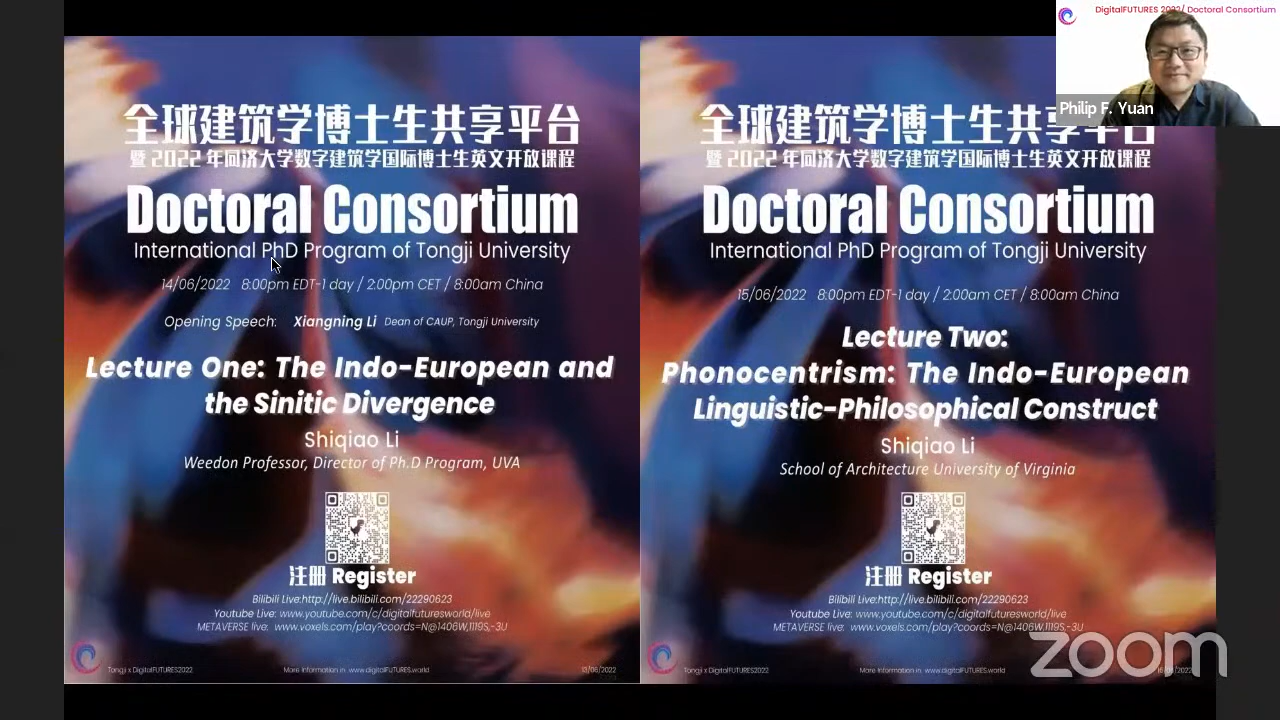 DigitalFUTURES 2022/ Doctoral Consortium
Philip F. Yuan
全球建筑学博士生共享平台
暨 2022 年同济大学数字建筑学国际博士生英文开放课程
Doctoral Consortium
International PhD Program of Tongji University
14/06/2022 8:00pm EDT-1 day / 2:00pm CET / 8:00am China
Opening Speech: Xiangning Li Dean of CAUP, Tongji University
Lecture One: The Indo-European and
the Sinitic Divergence
Shiqiao Li
Weedon Professor, Director of Ph.D Program, UVA
注册 Register
Bilibili Live:http://live.bilibili.com/22290623
Youtube Live: www.youtube.com/c/digitalfuturesworld/live
METAVERSE live: www.voxels.com/play?coords=N@1406W,1119S,-3U
Tongji x DigitalFUTURES2022
More Information in: www.digitalFUTURES.world
13/06/2022
全球建筑学博士生共享平台
暨 2022 年同济大学数字建筑学国际博士生英文开放课程
Doctoral Consortium
International PhD Program of Tongji University
15/06/2022 8:00pm EDT-1 day / 2:00am CET / 8:00am China
Lecture Two:
Phonocentrism: The Indo-European
Linguistic-Philosophical Construct
Shiqiao Li
School of Architecture University of Virginia
注册 Register
Bilibili Live:http://live.bilibili.com/22290623
Youtube Live: www.youtube.com/c/digitalfuturesworld/live
METAVERSE live: www.voxels.com/play?coords=N@1406W,1119S,-3U
Tongji x DigitalFUTURES2022
More Information in: www.digitalFUTURES.world
zoom